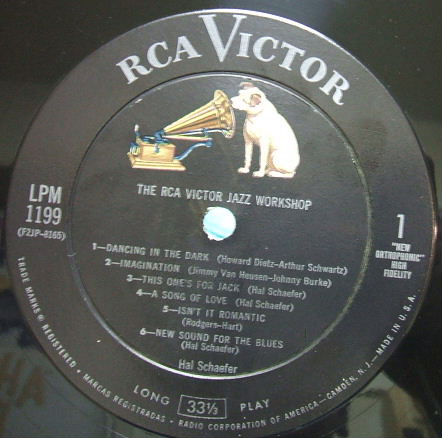 RCA VICTOR
THE RCA VICTOR JAZZ WORKSHOP
LPM
1199
(F2JP-8165)
1
"NEW
ORTHOPHONIC"
HIGH
FIDELITY
1—DANCING IN THE DARK (Howard Dietz-Arthur Schwartz)
2—IMAGINATION (Jimmy Van Heusen-Johnny Burke)
3—THIS ONE'S FOR JACK (Hal Schaefer)
4—A SONG OF LOVE (Hal Schaefer)
5—ISN'T IT ROMANTIC
(Rodgers-Hart)
6—NEW SOUND FOR THE BLUES
(Hal Schaefer)
Hal Schaefer
LONG 33⅓ PLAY
TRADE MARKS ® REGISTERED • MARCAS REGISTRADAS • RADIO CORPORATION OF AMERICA—CAMDEN, N.J.—MADE IN U.S.A.